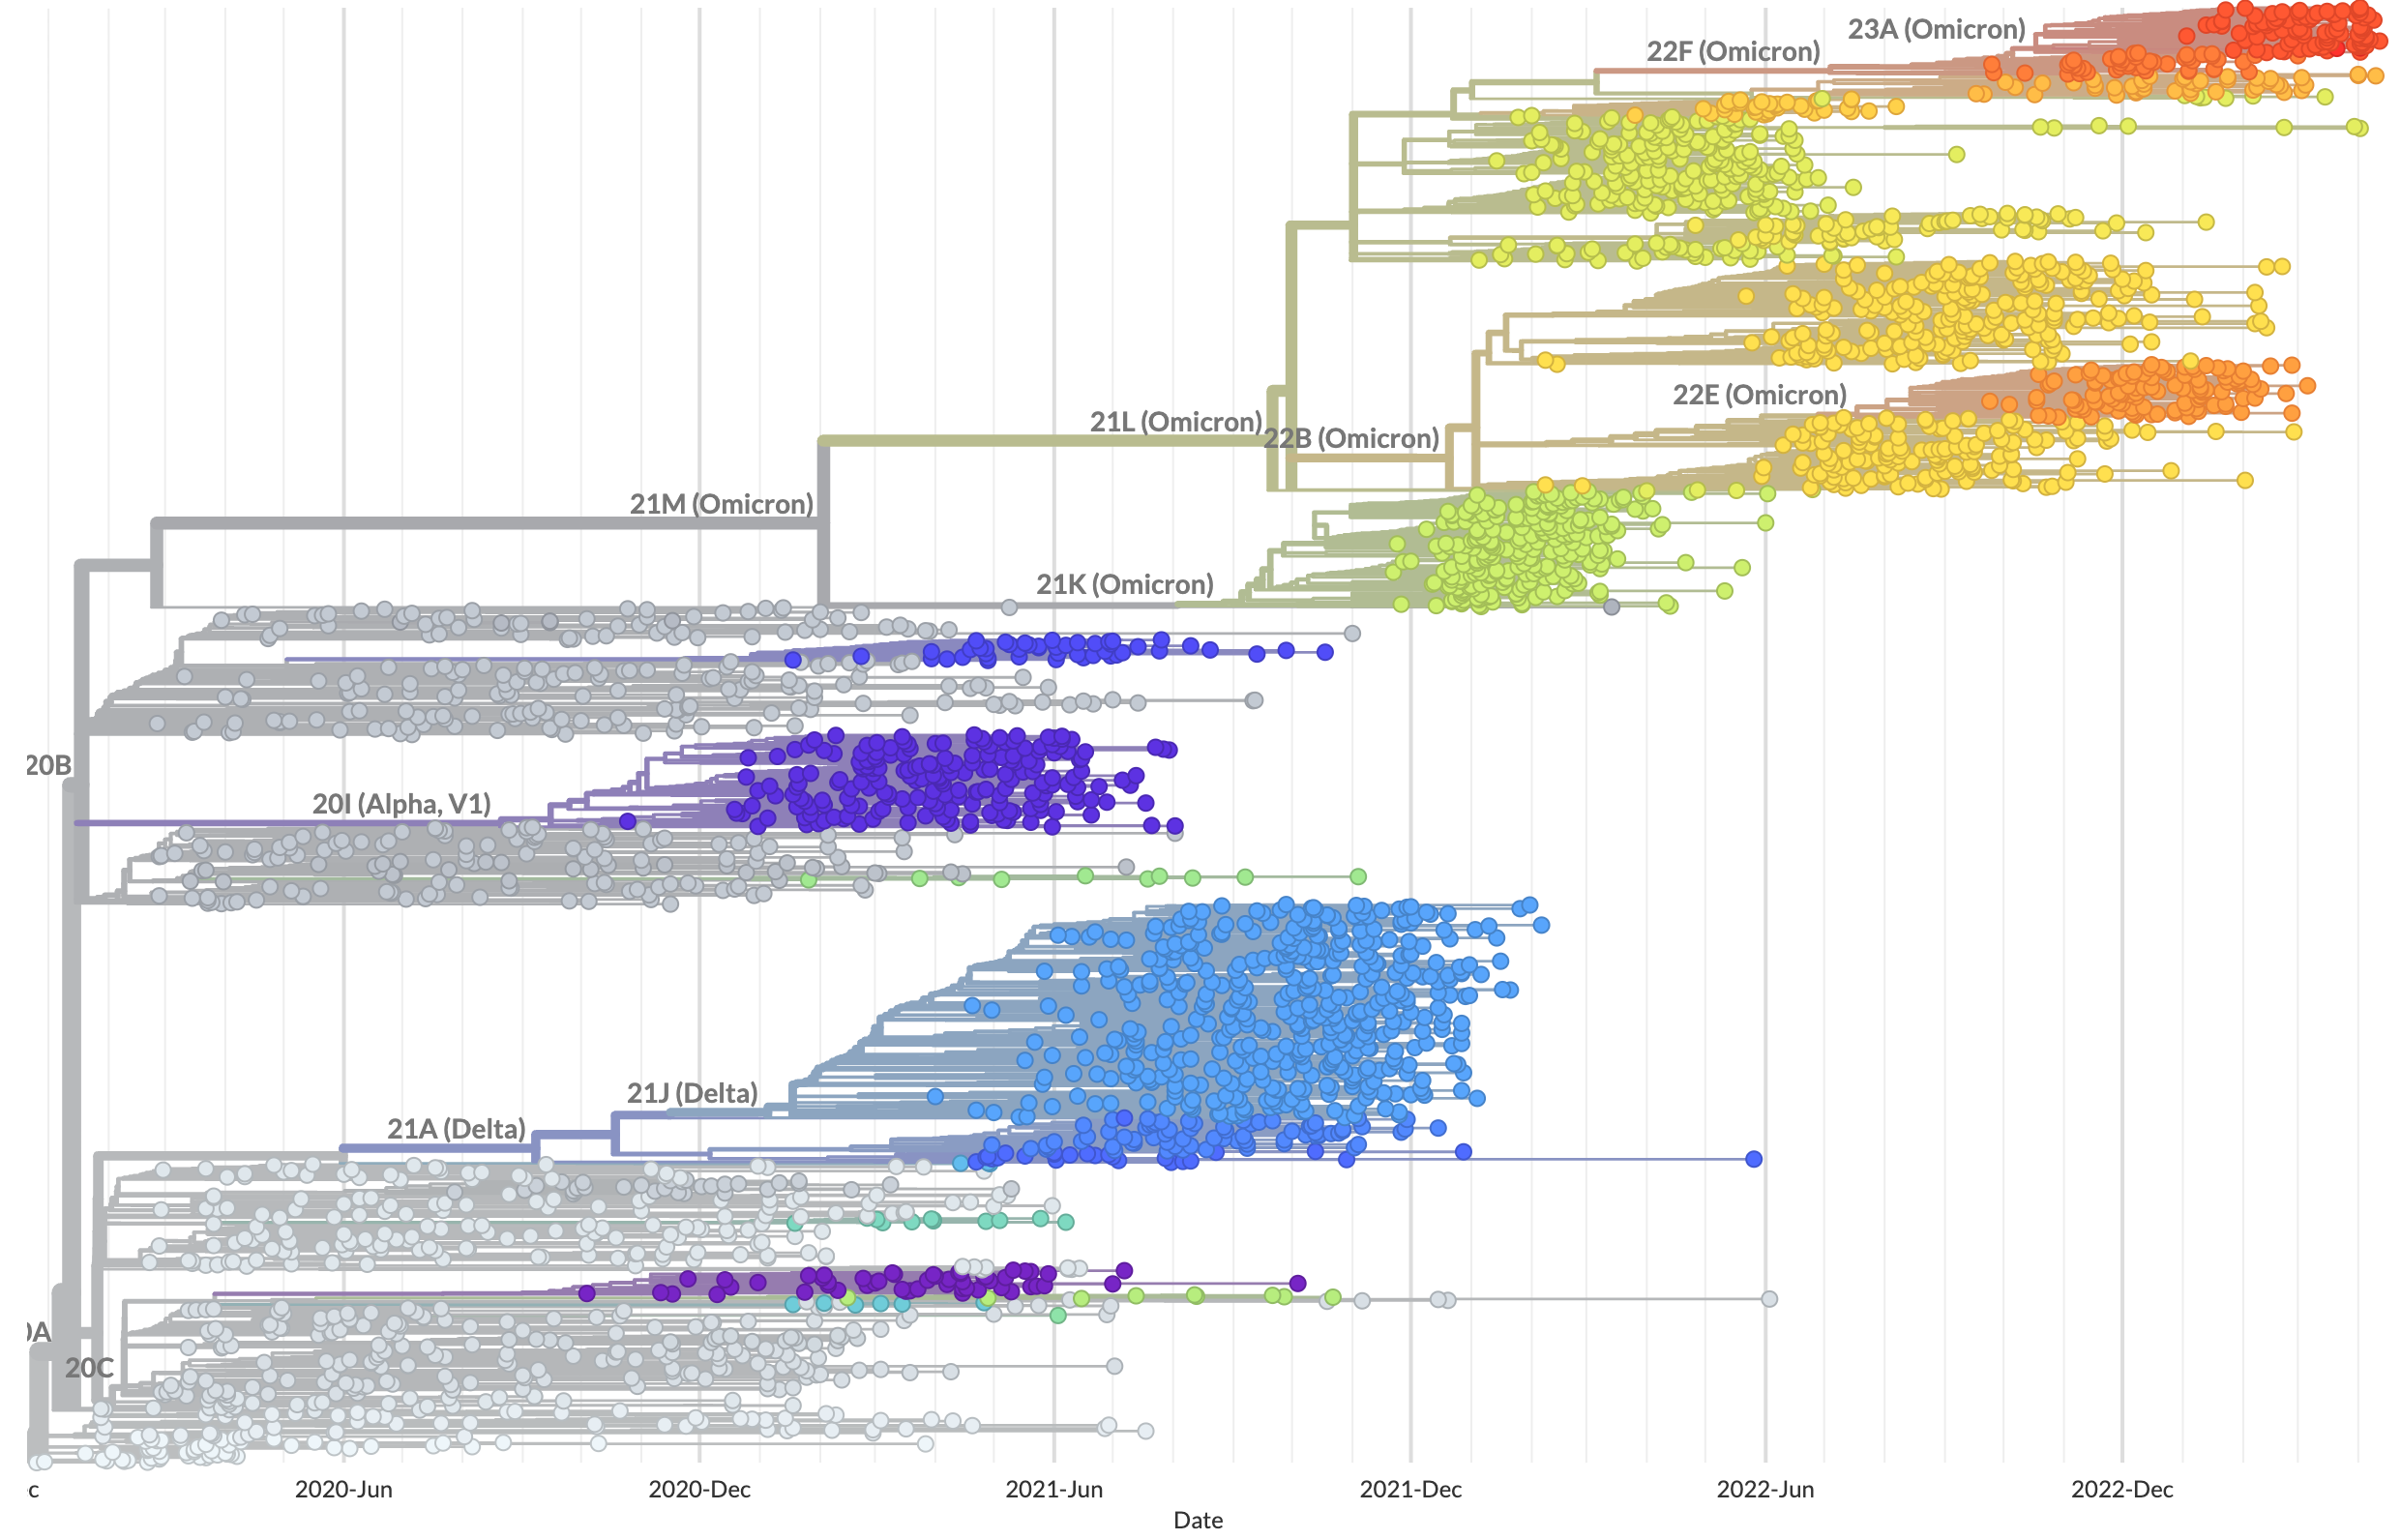 23A (Omicron)
22F (Omicron)
22E (Omicron)
21L (Omicron)
22B (Omicron)
21M (Omicron)
21K (Omicron)
20B
20I (Alpha, V1)
21J (Delta)
21A (Delta)
20C
2020-Jun 2020-Dec 2021-Jun 2021-Dec 2022-Jun 2022-Dec
Date